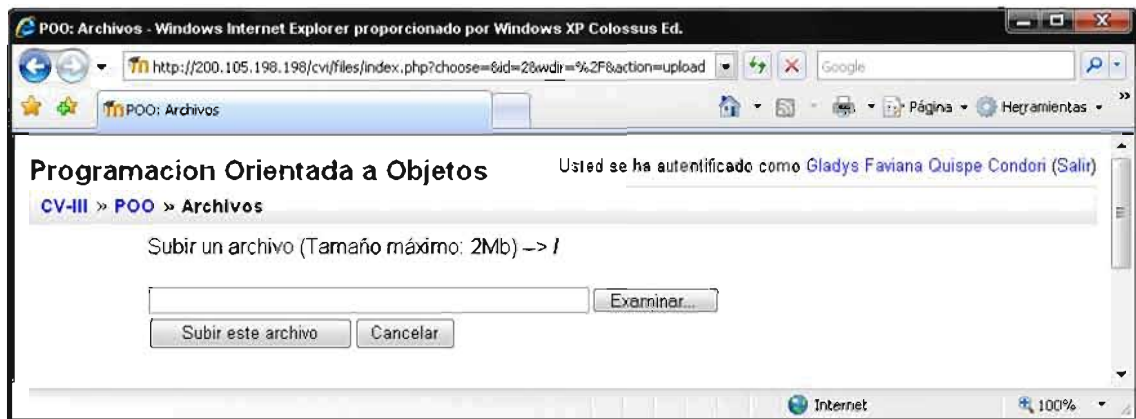 POO: Archivos - Windows Internet Explorer proporcionado por Windows XP Colossus Ed.
http://200.105.198.198/cvi/files/index.php?choose=&id=2&wdir=%2F&action=upload
Google
POO: Archivos
Página
Herramientas
»
Programacion Orientada a Objetos
Usted se ha autentificado como Gladys Faviana Quispe Condori (Salir)
CV-III » POO » Archivos
Subir un archivo (Tamaño máximo: 2Mb) --> /
Examinar...
Subir este archivo
Cancelar
Internet
100%